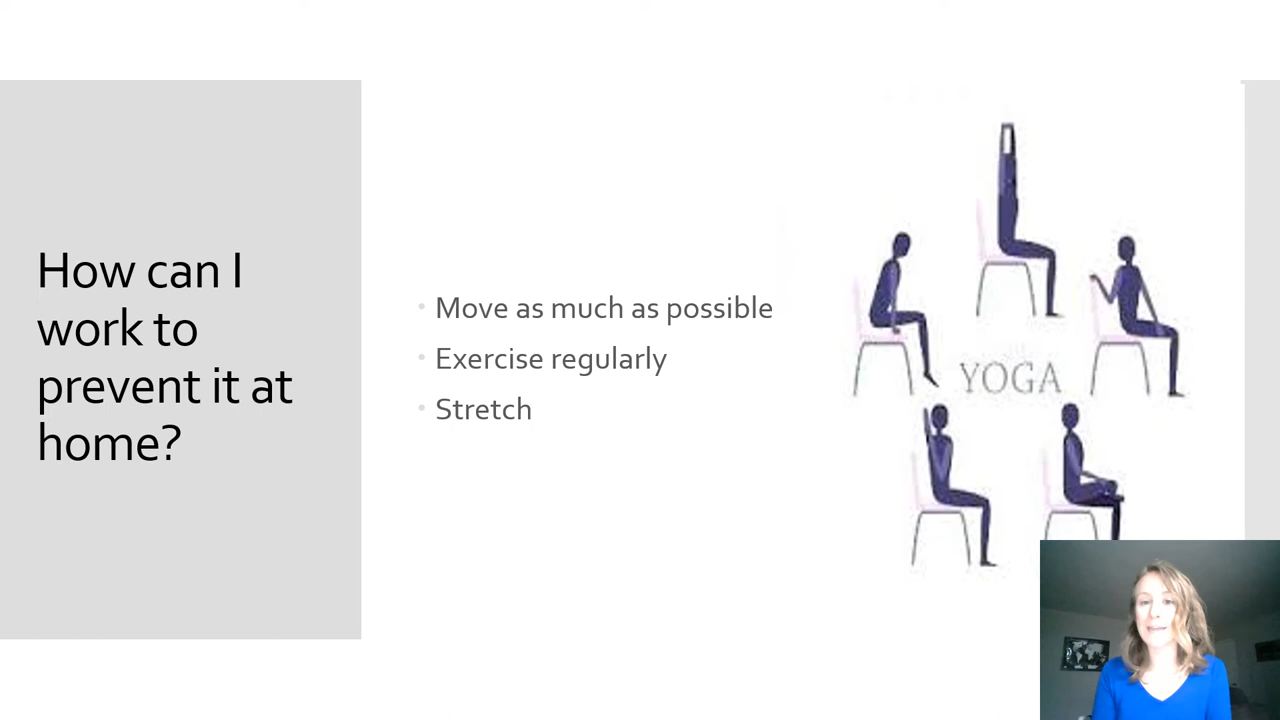 How can I
work to
prevent it at
home?
Move as much as possible
Exercise regularly
Stretch
YOGA